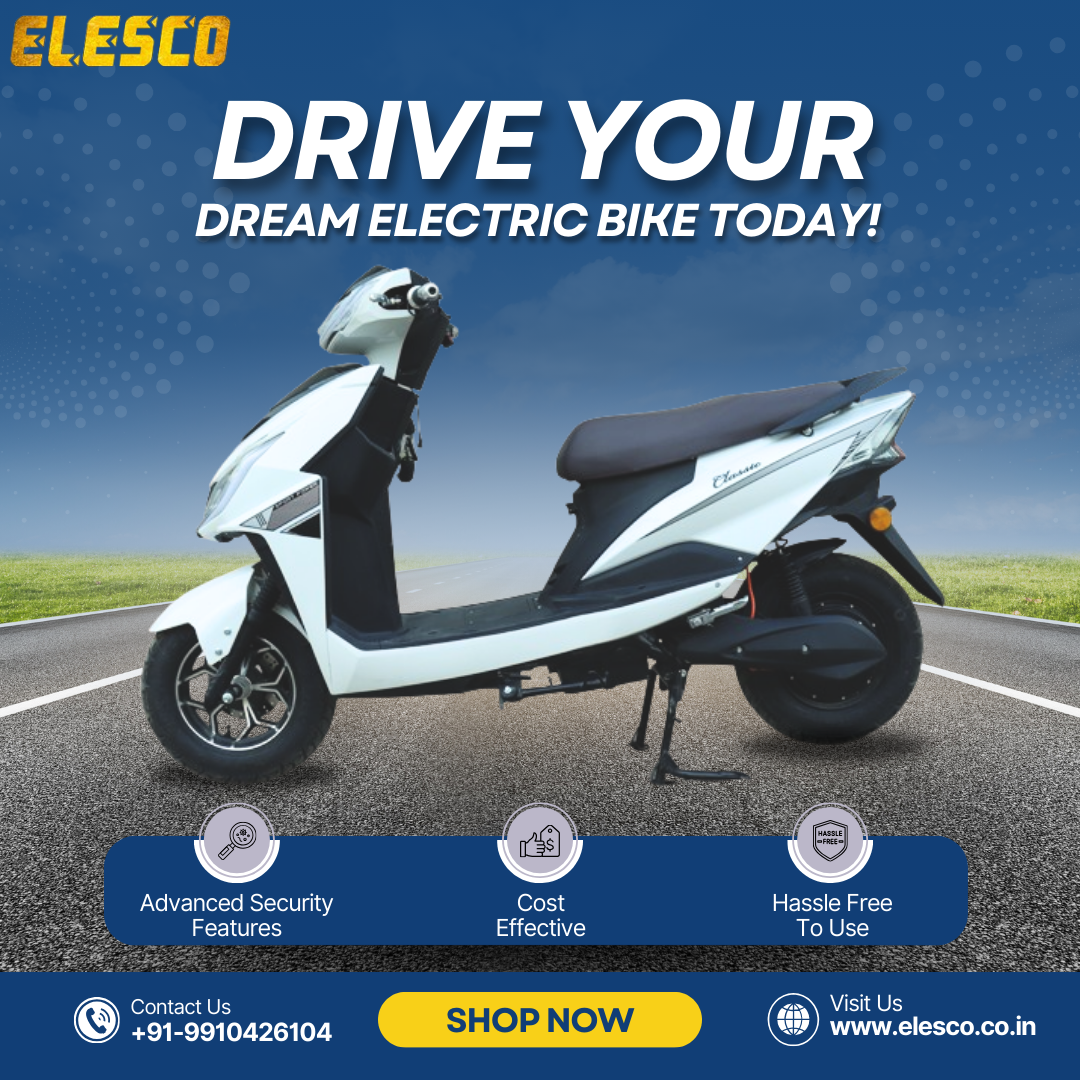 ELESCO
DRIVE YOUR
DREAM ELECTRIC BIKE TODAY!
Classic
HASSLE
FREE
Advanced Security
Features
Cost
Effective
Hassle Free
To Use
Contact Us
+91-9910426104
SHOP NOW
Visit Us
www.elesco.co.in